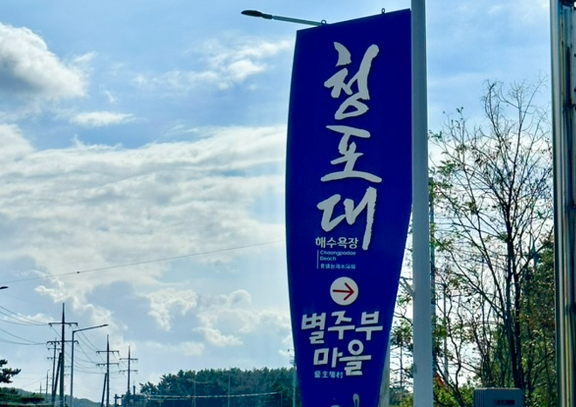 청포대
해수욕장
Cheongpodae
Beach
별주부
마을